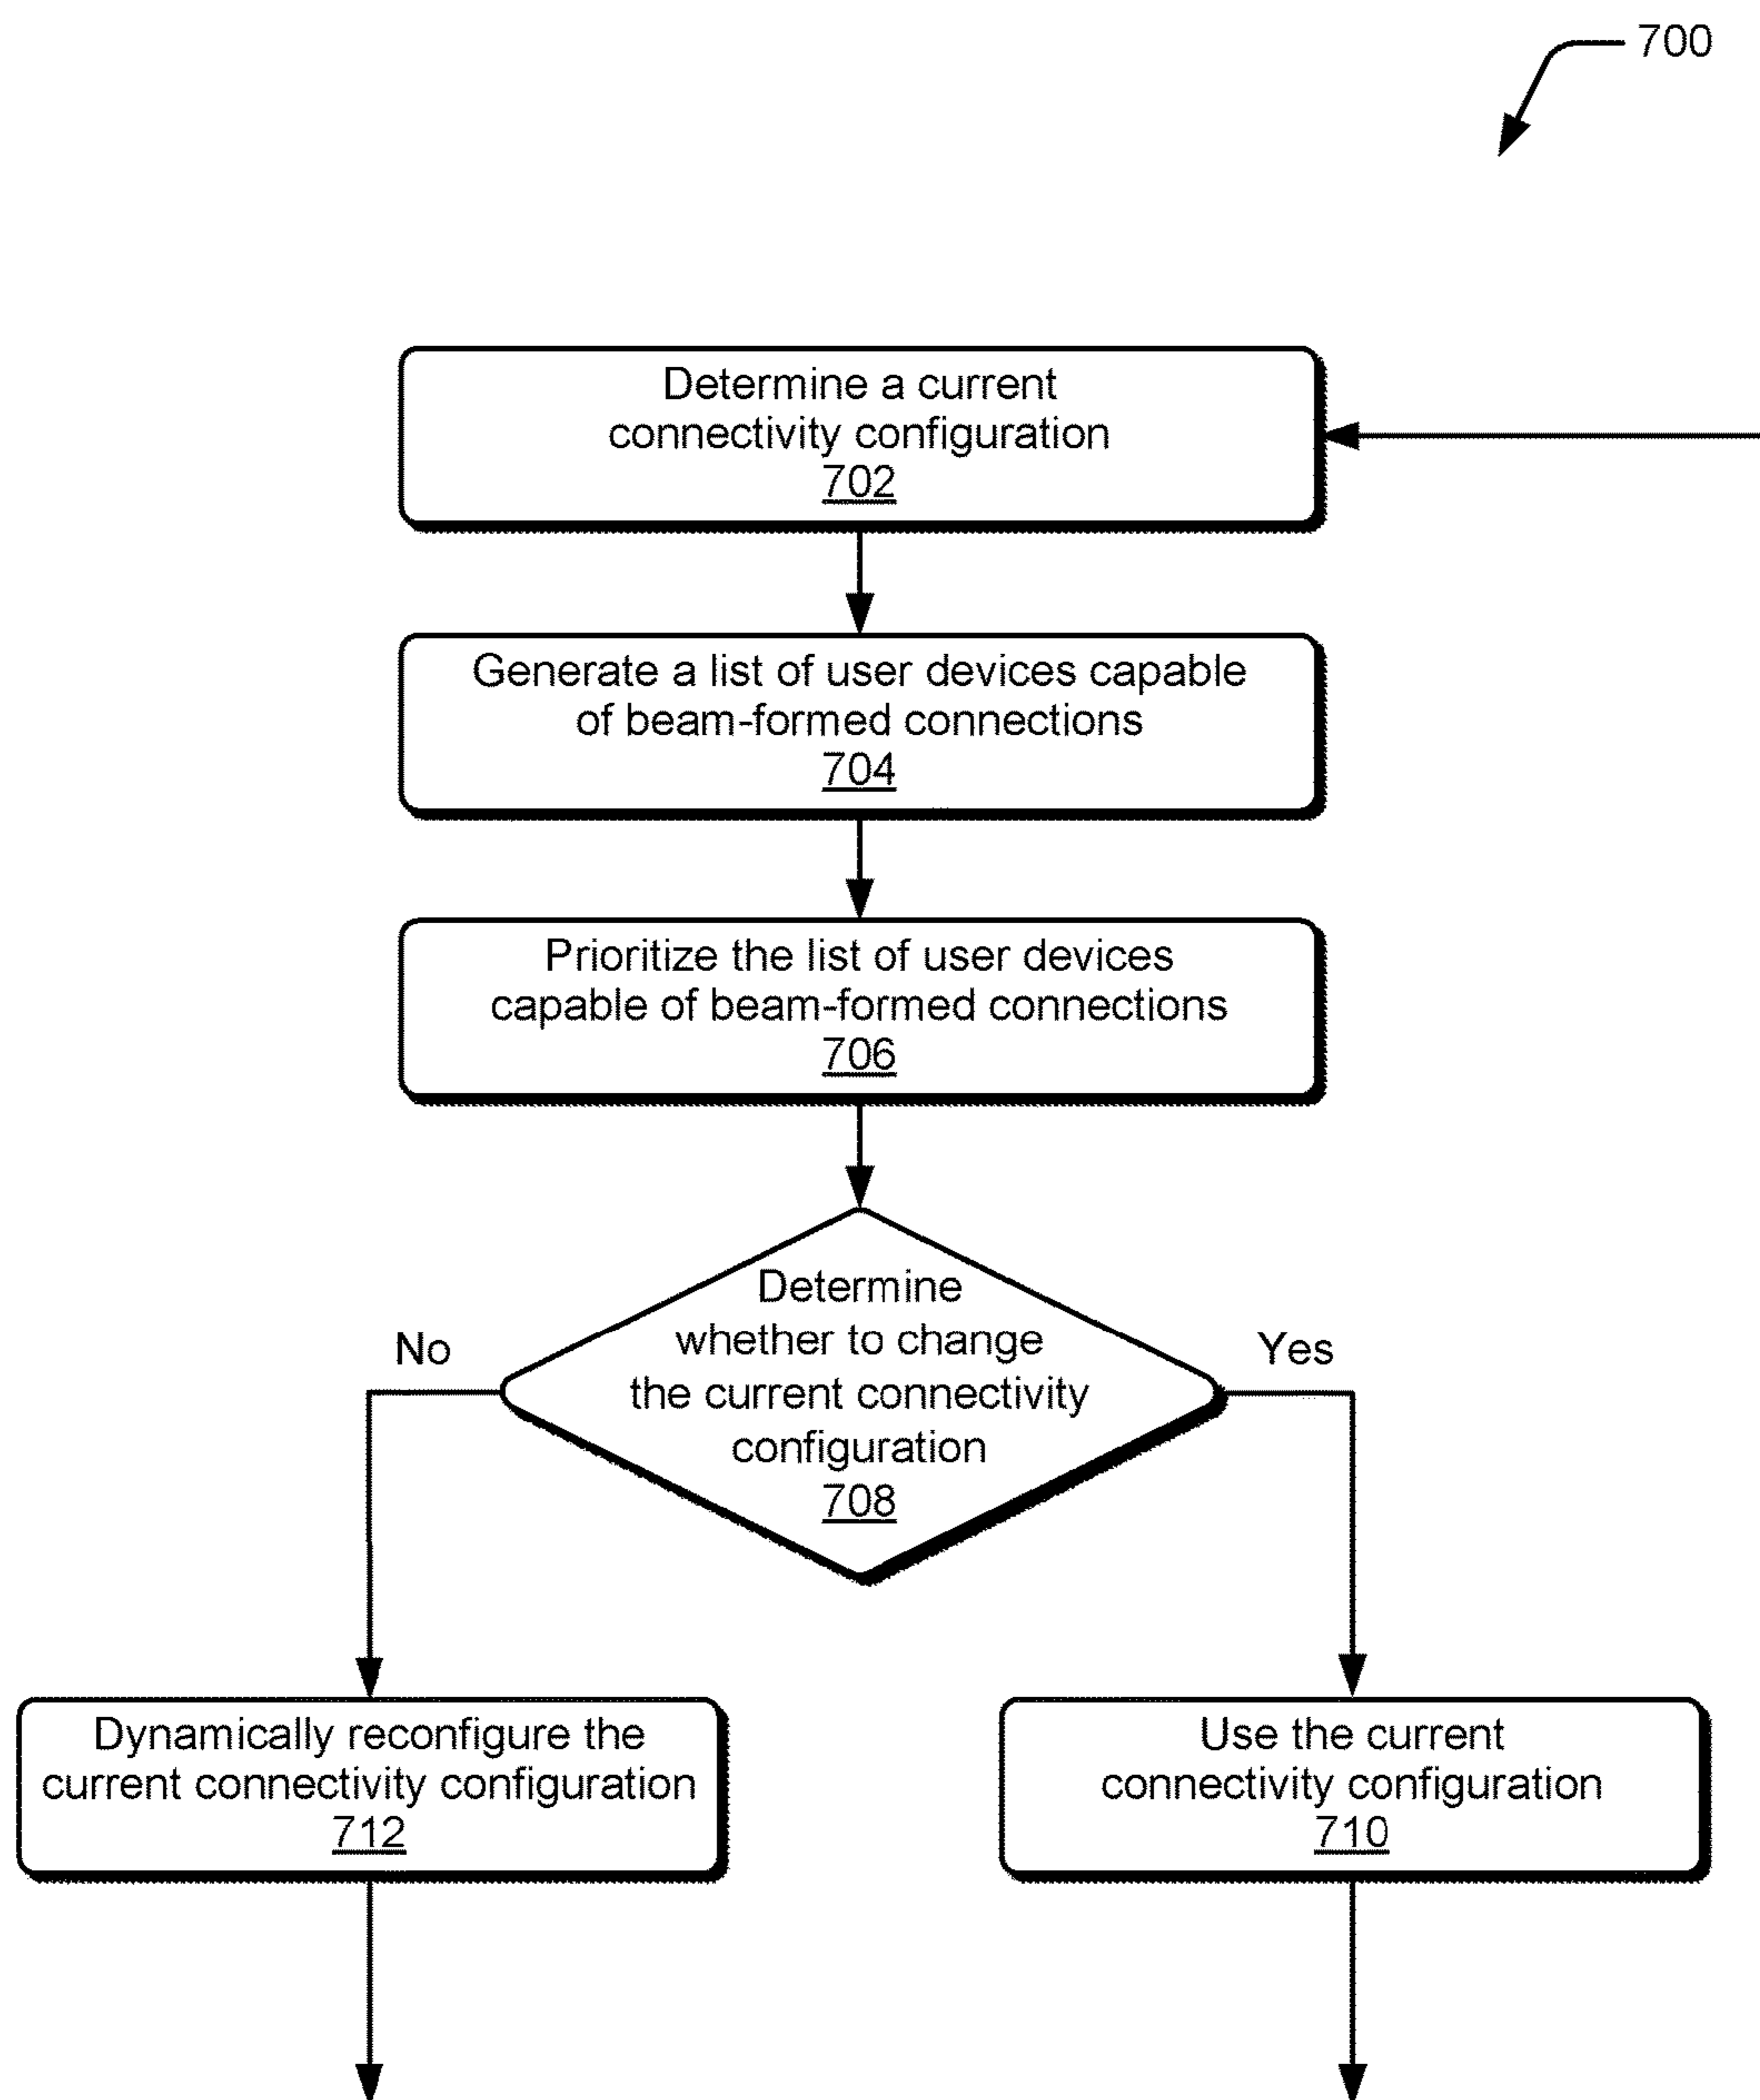 700
Determine a current
connectivity configuration
702
Generate a list of user devices capable
of beam-formed connections
704
Prioritize the list of user devices
capable of beam-formed connections
706
Determine
whether to change
the current connectivity
configuration
708
No
Yes
Dynamically reconfigure the
current connectivity configuration
712
Use the current
connectivity configuration
710